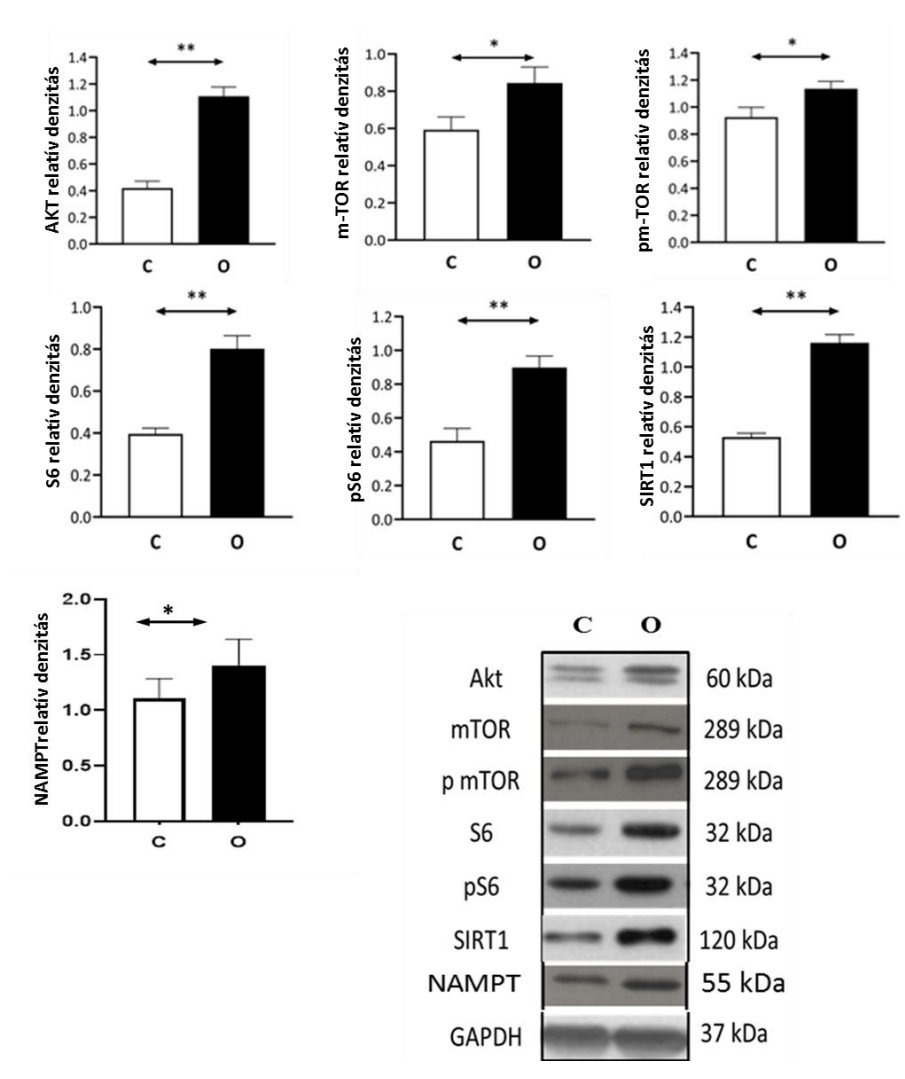 AKT relatív denzitás
**
1.4
1.2
1.0
0.8
0.6
0.4
0.2
0.0
C O
m-TOR relatív denzitás
*
1.0
0.8
0.6
0.4
0.2
0.0
C O
pm-TOR relatív denzitás
*
1.4
1.2
1.0
0.8
0.6
0.4
0.2
0.0
C O
S6 relatív denzitás
**
1.0
0.8
0.6
0.4
0.2
0.0
C O
pS6 relatív denzitás
**
1.2
1.0
0.8
0.6
0.4
0.2
0.0
C O
SIRT1 relatív denzitás
**
1.4
1.2
1.0
0.8
0.6
0.4
0.2
0.0
C O
NAMPTrelatív denzitás
*
2.0
1.5
1.0
0.5
0.0
C O
C O
Akt 60 kDa
mTOR 289 kDa
p mTOR 289 kDa
S6 32 kDa
pS6 32 kDa
SIRT1 120 kDa
NAMPT 55 kDa
GAPDH 37 kDa